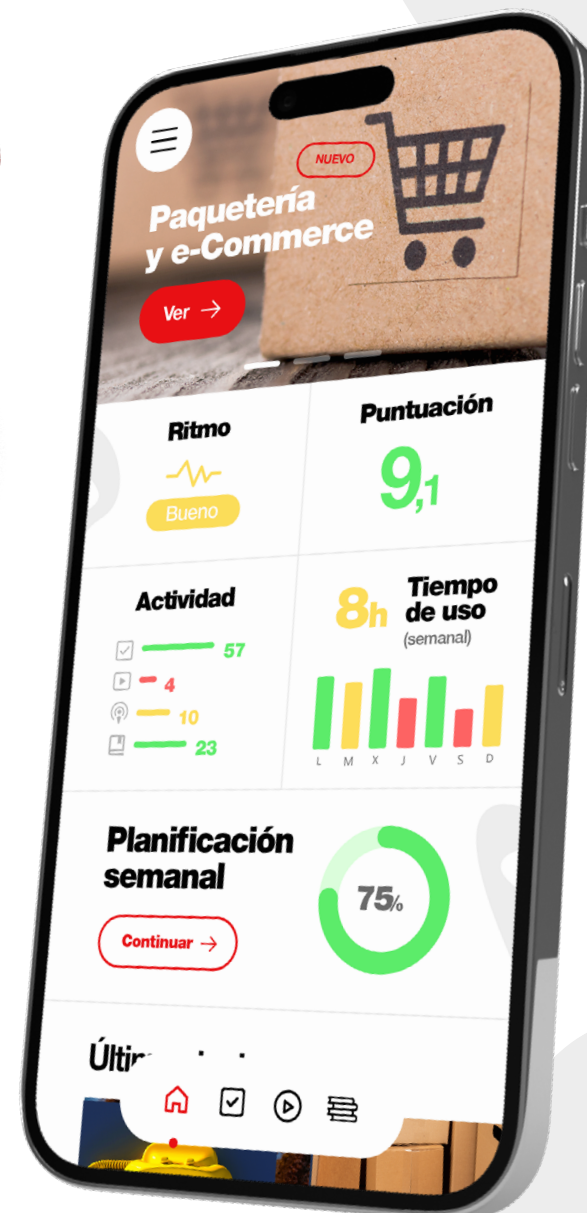 NUEVO
Paquetería
y e-Commerce
Ver →
Ritmo
Bueno
Puntuación
9,1
Actividad
57
4
10
23
8h
Tiempo
de uso
(semanal)
L M X J V S D
Planificación
semanal
75%
Continuar →